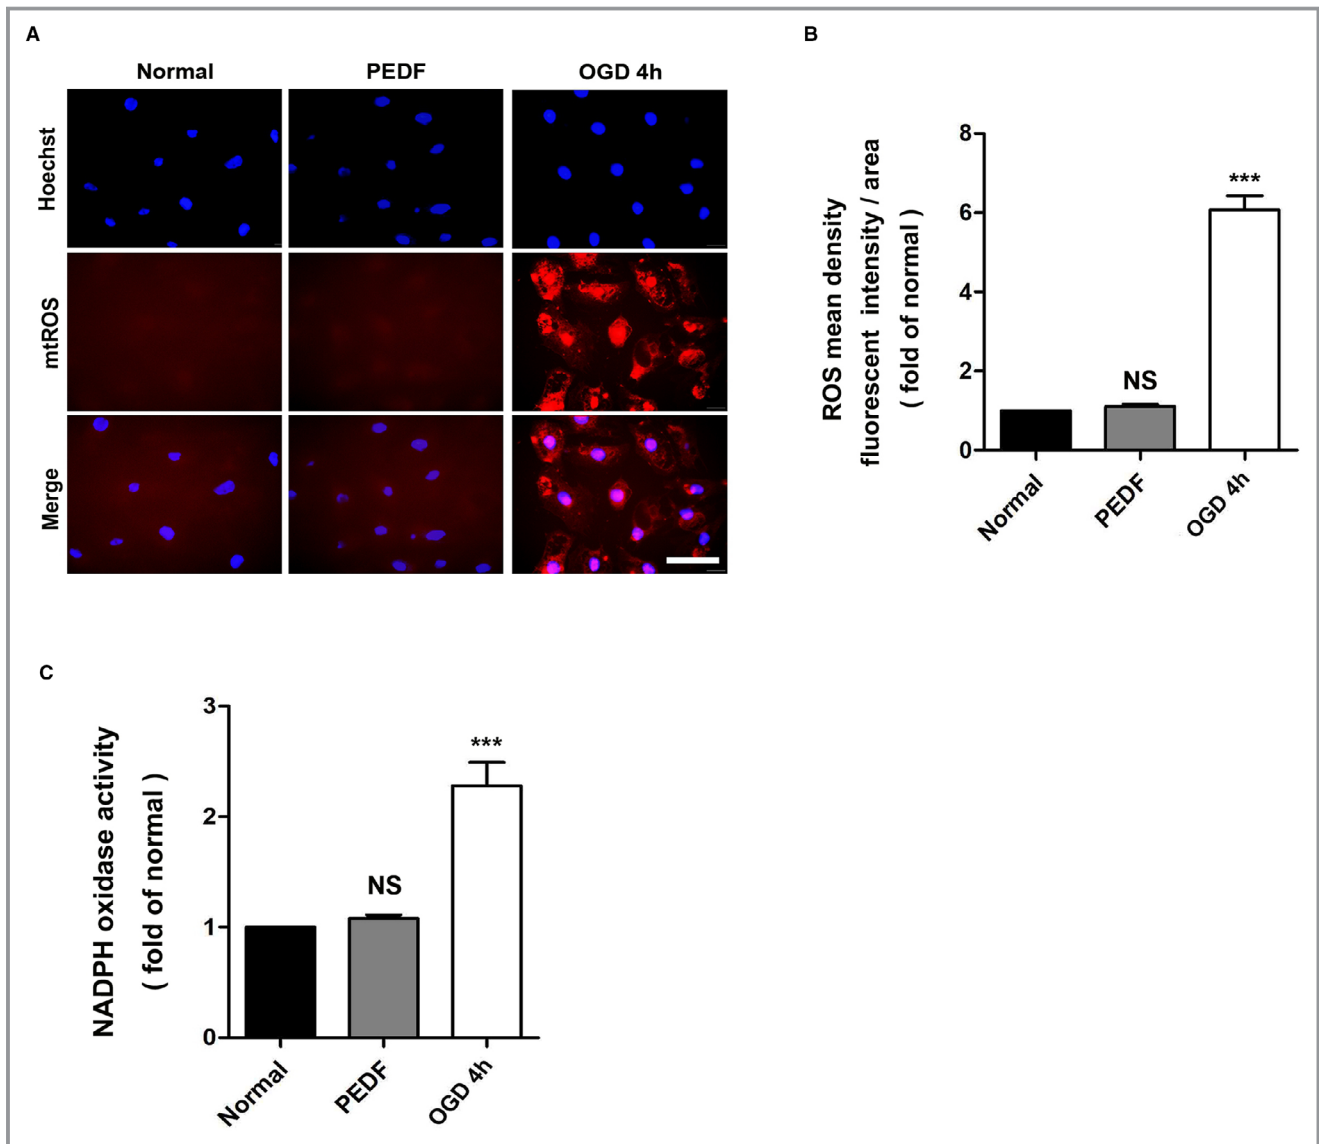 A
Normal PEDF OGD 4h
Hoechst
mtROS
Merge
B
ROS mean density
fluorescent intensity / area
( fold of normal )
8
6
4
2
0
***
NS
Normal PEDF OGD 4h
C
NADPH oxidase activity
( fold of normal )
3
2
1
0
***
NS
Normal PEDF OGD 4h